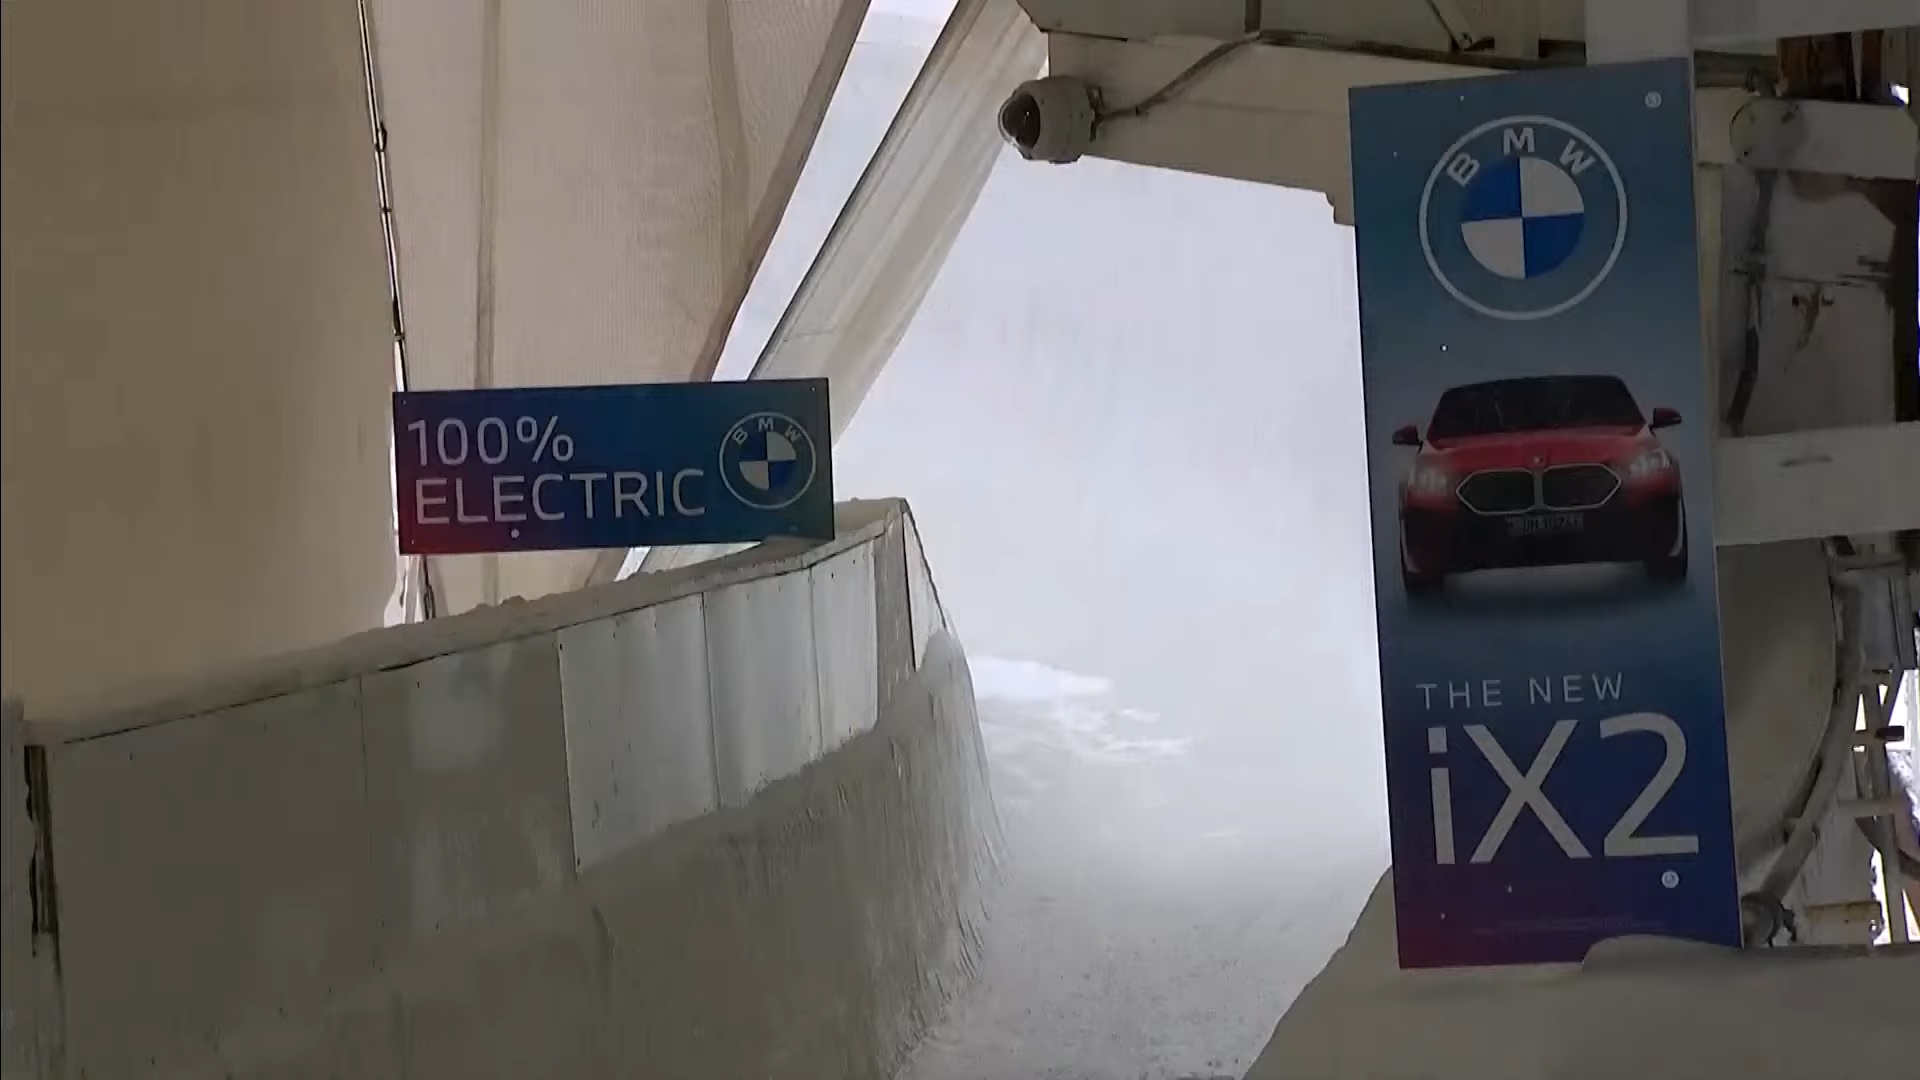 100%
ELECTRIC
BMW
BMW
THE NEW
iX2